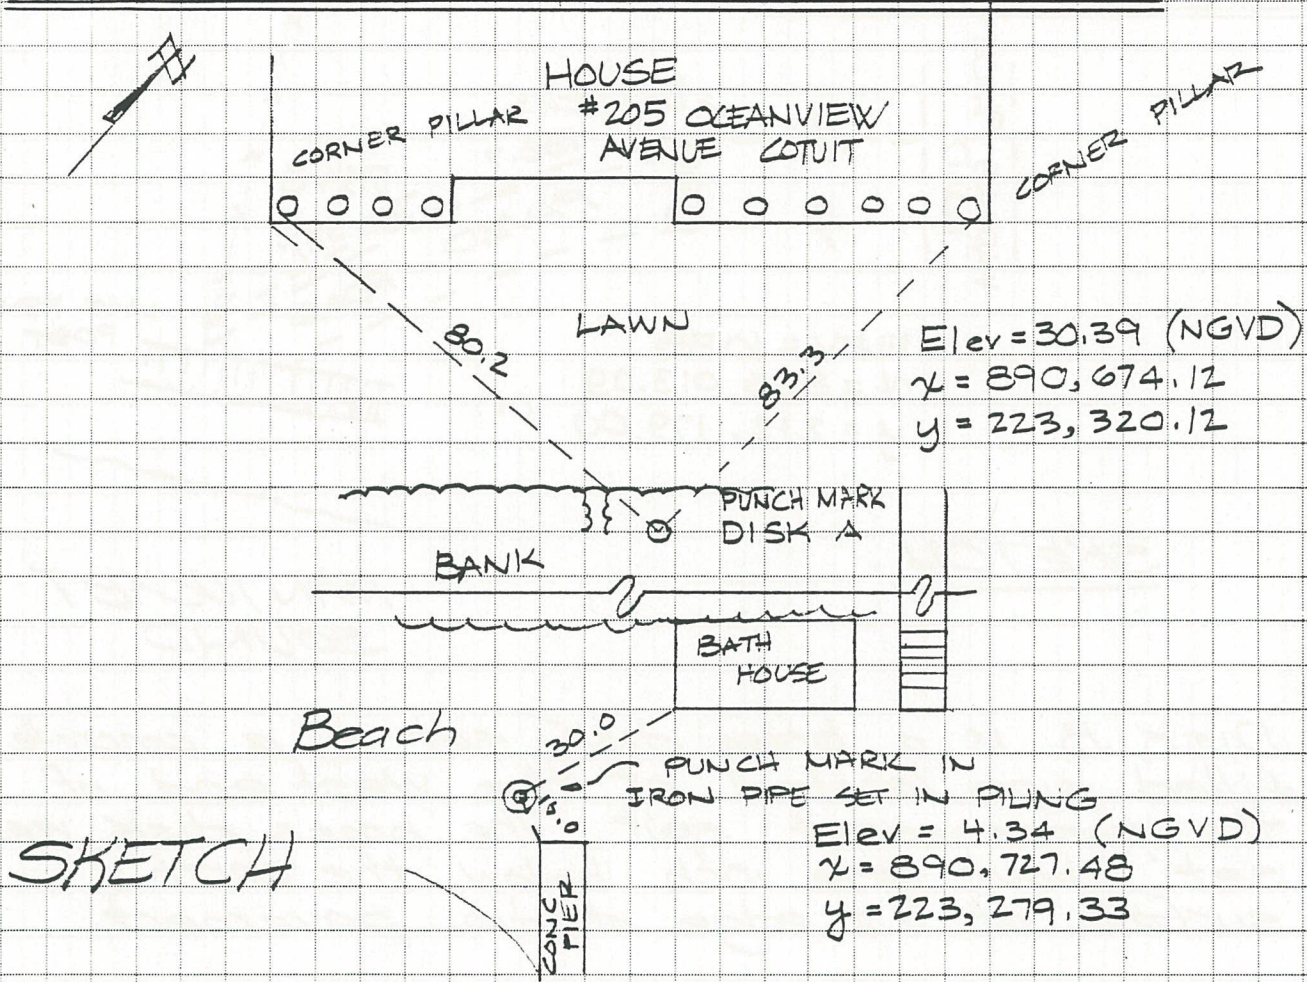 HOUSE
#205 OCEANVIEW
AVENUE COTUIT
CORNER PILLAR
CORNER PILLAR
LAWN
80.2
83.3
Elev = 30.39 (NGVD)
x = 890,674.12
y = 223,320.12
PUNCH MARK
DISK A
BANK
BATH
HOUSE
Beach
30.0
PUNCH MARK IN
IRON PIPE SET IN PILING
Elev = 4.34 (NGVD)
x = 890,727.48
y = 223,279.33
SKETCH
CONC
PIER